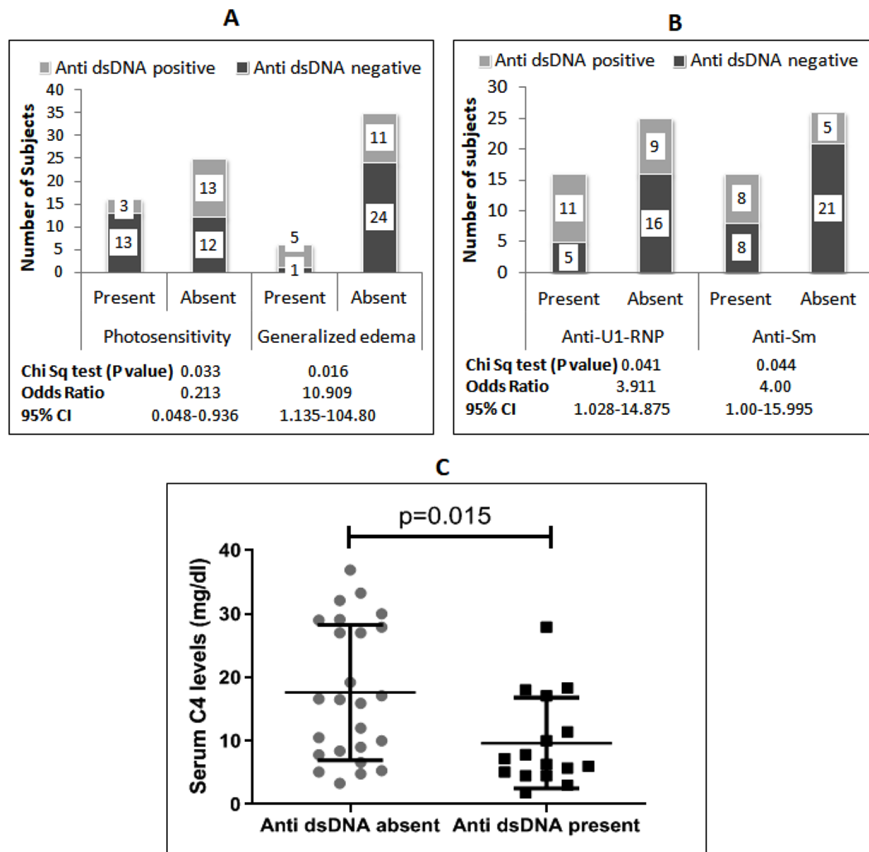 A
Anti dsDNA positive Anti dsDNA negative
Number of Subjects
40
35
30
25
20
15
10
5
0
3
13
13
12
5
1
11
24
Present Absent Present Absent
Photosensitivity Generalized edema
Chi Sq test (P value) 0.033 0.016
Odds Ratio 0.213 10.909
95% CI 0.048-0.936 1.135-104.80
B
Anti dsDNA positive Anti dsDNA negative
Number of subjects
30
25
20
15
10
5
0
11
5
9
16
8
8
5
21
Present Absent Present Absent
Anti-U1-RNP Anti-Sm
Chi Sq test (P value) 0.041 0.044
Odds Ratio 3.911 4.00
95% CI 1.028-14.875 1.00-15.995
C
p=0.015
Serum C4 levels (mg/dl)
40
30
20
10
0
Anti dsDNA absent Anti dsDNA present